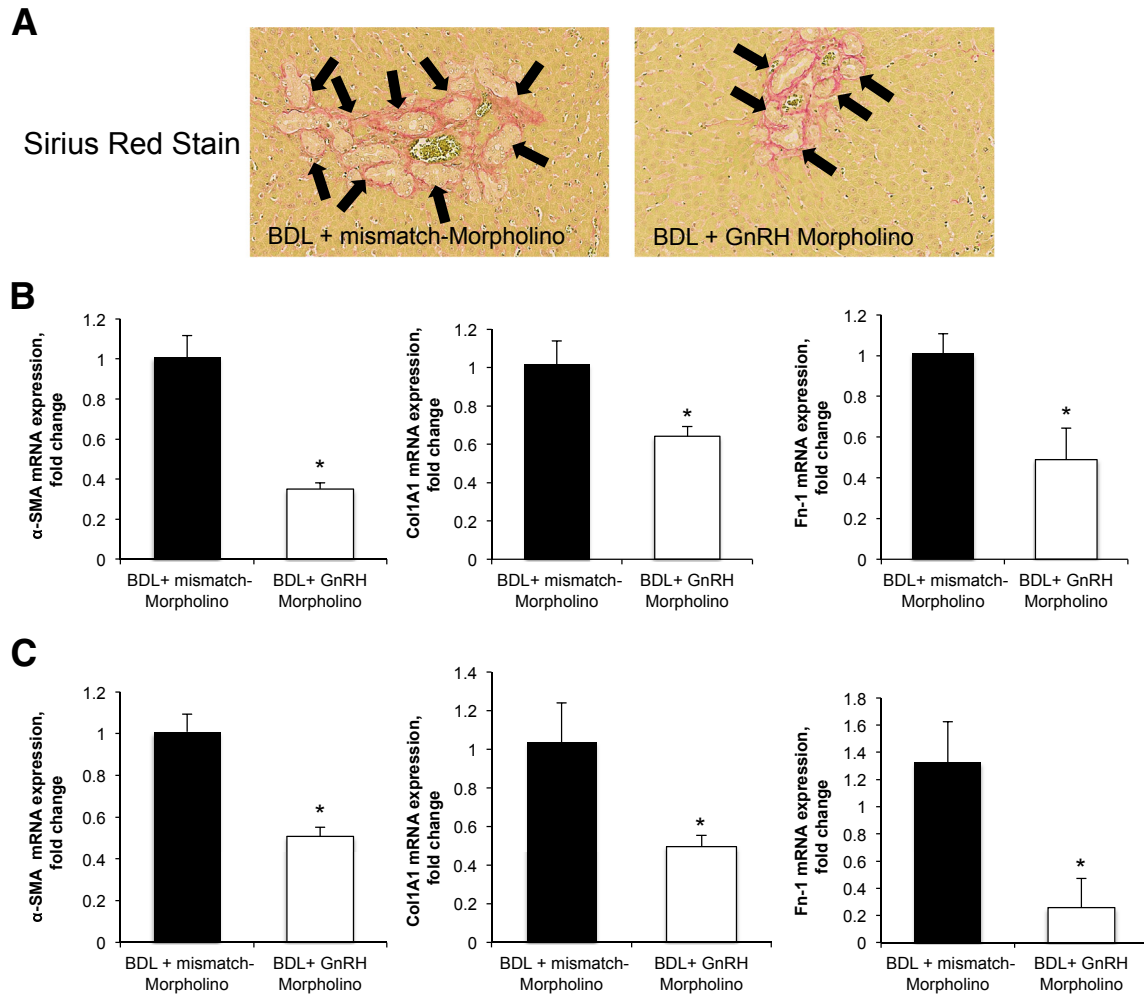 A
Sirius Red Stain
BDL + mismatch-Morpholino
BDL + GnRH Morpholino
B
α-SMA mRNA expression,
fold change
1.2
1
0.8
0.6
0.4
0.2
0
*
BDL+ mismatch-
Morpholino
BDL+ GnRH
Morpholino
Col1A1 mRNA expression,
fold change
1.2
1
0.8
0.6
0.4
0.2
0
*
BDL+ mismatch-
Morpholino
BDL+ GnRH
Morpholino
Fn-1 mRNA expression,
fold change
1.2
1
0.8
0.6
0.4
0.2
0
*
BDL+ mismatch-
Morpholino
BDL+ GnRH
Morpholino
C
α-SMA mRNA expression,
fold change
1.2
1
0.8
0.6
0.4
0.2
0
*
BDL + mismatch-
Morpholino
BDL+ GnRH
Morpholino
Col1A1 mRNA expression,
fold change
1.4
1.2
1
0.8
0.6
0.4
0.2
0
*
BDL + mismatch-
Morpholino
BDL+ GnRH
Morpholino
Fn-1 mRNA expression,
fold change
1.8
1.6
1.4
1.2
1
0.8
0.6
0.4
0.2
0
*
BDL + mismatch-
Morpholino
BDL+ GnRH
Morpholino